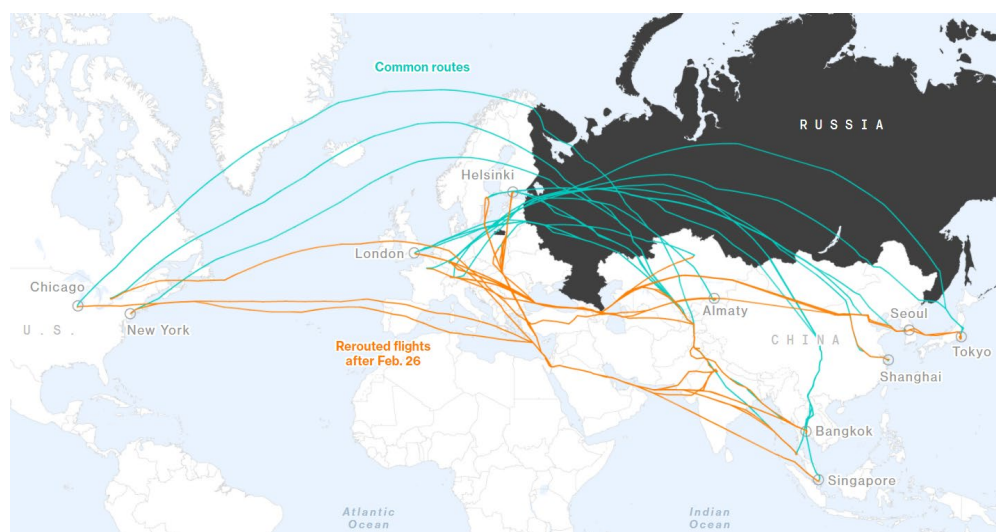 Common routes
RUSSIA
Helsinki
London
Chicago
U.S.
New York
Rerouted flights
after Feb. 26
Almaty
Seoul
CHINA
Tokyo
Shanghai
Bangkok
Singapore
Atlantic
Ocean
Indian
Ocean